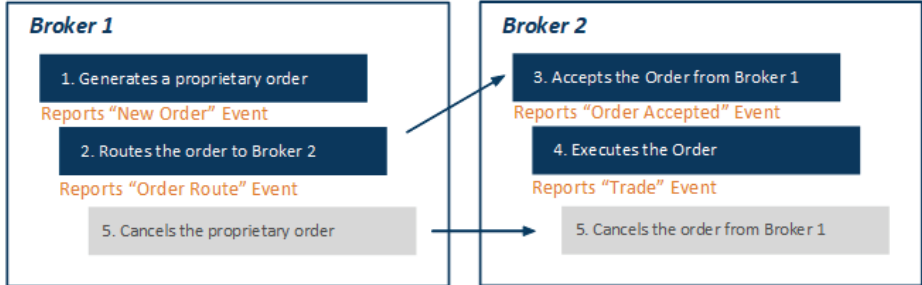 Broker 1
1. Generates a proprietary order
Reports “New Order” Event
2. Routes the order to Broker 2
Reports “Order Route” Event
5. Cancels the proprietary order
Broker 2
3. Accepts the Order from Broker 1
Reports “Order Accepted” Event
4. Executes the Order
Reports “Trade” Event
5. Cancels the order from Broker 1